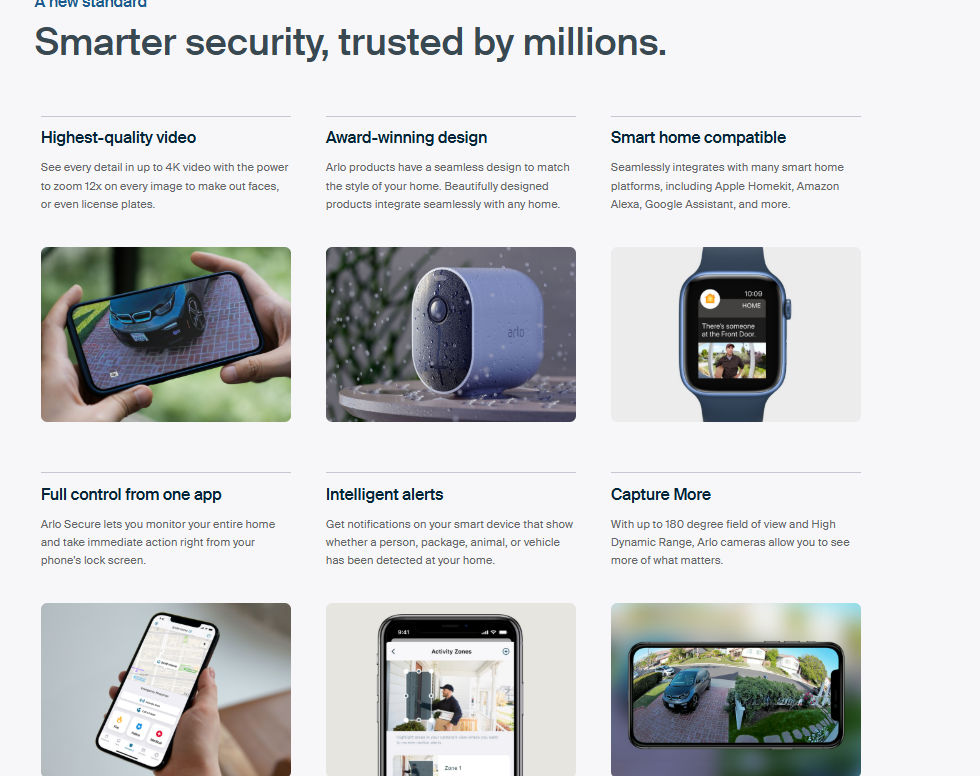 A new standard
Smarter security, trusted by millions.
Highest-quality video
See every detail in up to 4K video with the power
to zoom 12x on every image to make out faces,
or even license plates.
Award-winning design
Arlo products have a seamless design to match
the style of your home. Beautifully designed
products integrate seamlessly with any home.
Smart home compatible
Seamlessly integrates with many smart home
platforms, including Apple Homekit, Amazon
Alexa, Google Assistant, and more.
arlo
10:09
HOME
There's someone
at the Front Door.
Full control from one app
Arlo Secure lets you monitor your entire home
and take immediate action right from your
phone's lock screen.
Intelligent alerts
Get notifications on your smart device that show
whether a person, package, animal, or vehicle
has been detected at your home.
Capture More
With up to 180 degree field of view and High
Dynamic Range, Arlo cameras allow you to see
more of what matters.
9:41
Activity Zones
Zone 1